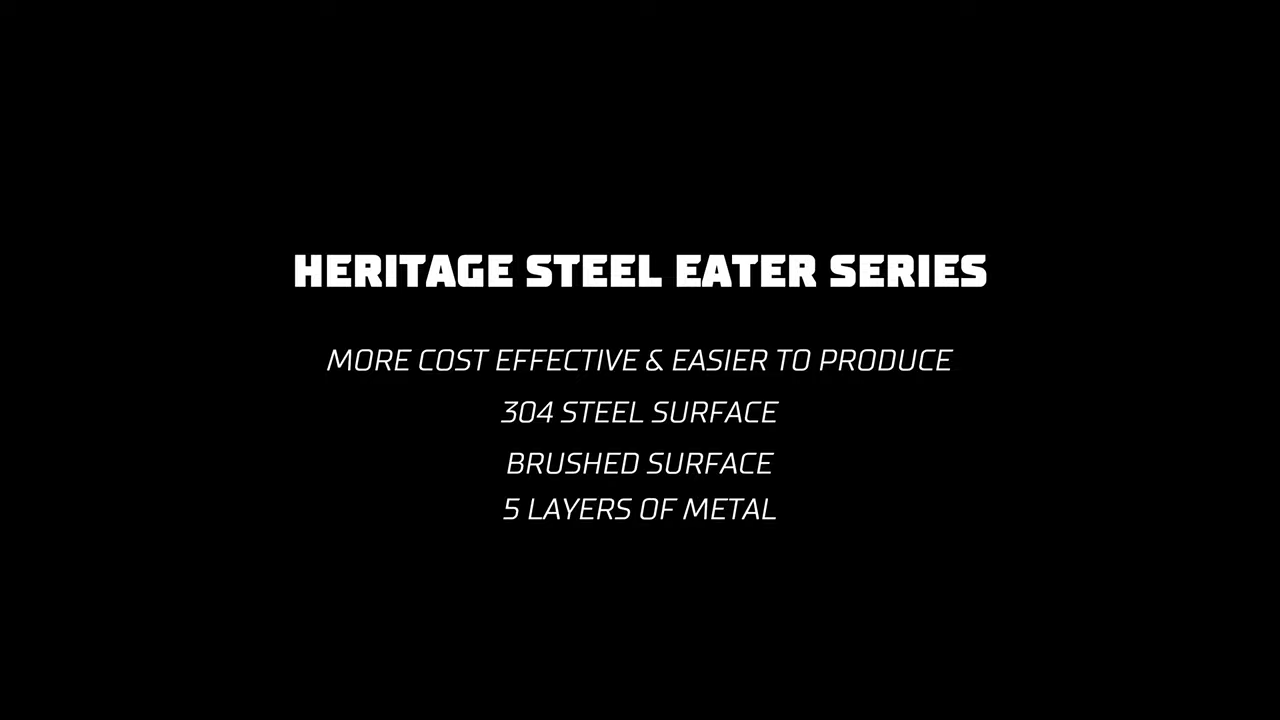 HERITAGE STEEL EATER SERIES
MORE COST EFFECTIVE & EASIER TO PRODUCE
304 STEEL SURFACE
BRUSHED SURFACE
5 LAYERS OF METAL